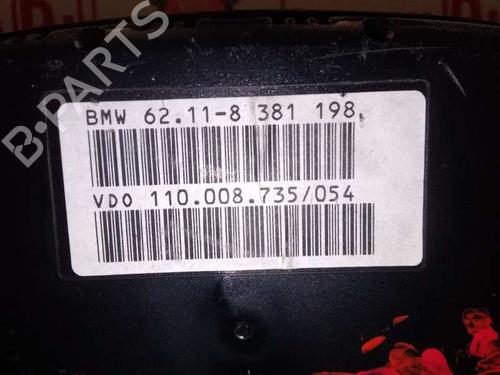 BMW 62.11-8 381 198.
VDO 110.008.735/054
B-PARTS